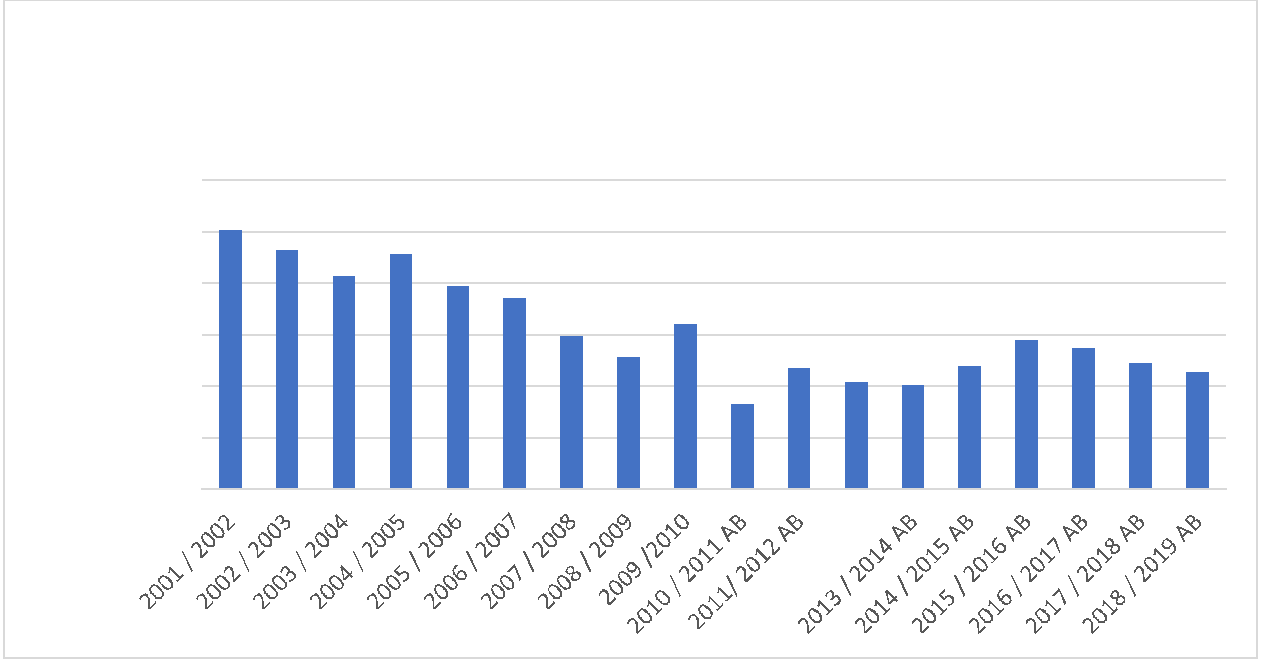 2001 / 2002
2002 / 2003
2003 / 2004
2004 / 2005
2005 / 2006
2006 / 2007
2007 / 2008
2008 / 2009
2009 /2010
2010 / 2011 AB
2011/ 2012 AB
2013 / 2014 AB
2014 / 2015 AB
2015 / 2016 AB
2016 / 2017 AB
2017 / 2018 AB
2018 / 2019 AB